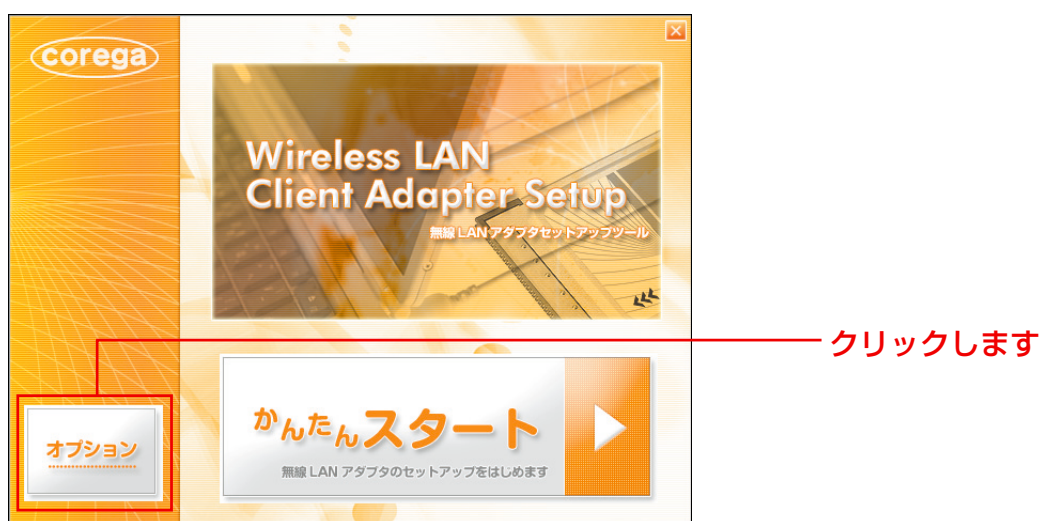 corega
Wireless LAN
Client Adapter Setup
無線LANアダプタセットアップツール
クリックします
かんたんスタート
無線 LAN アダプタのセットアップをはじめます
オプション